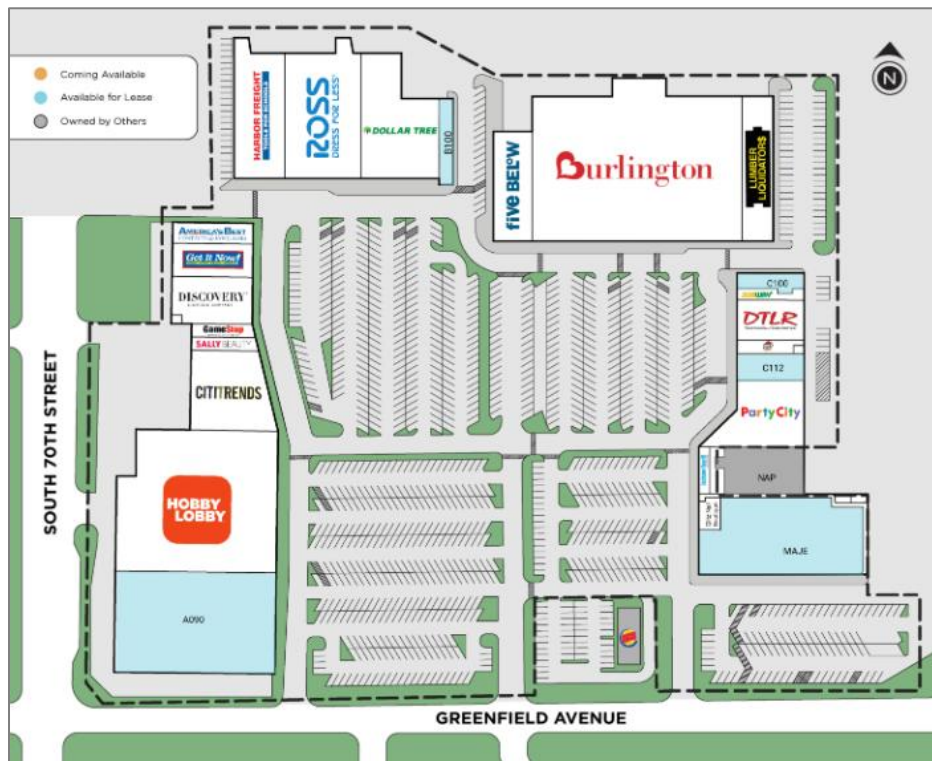 Coming Available
Available for Lease
Owned by Others
N
HARBOR FREIGHT
ROSS
DRESS FOR LESS
DOLLAR TREE
B100
five BEL°W
Burlington
LUMBER
LIQUIDATORS
AMERICA'S BEST
Get It Now!
DISCOVERY
GameStop
SALLY BEAUTY
CITITRENDS
HOBBY
LOBBY
A090
C100
SUBWAY
DTLR
C112
PartyCity
NAP
MAJE
SOUTH 70TH STREET
GREENFIELD AVENUE